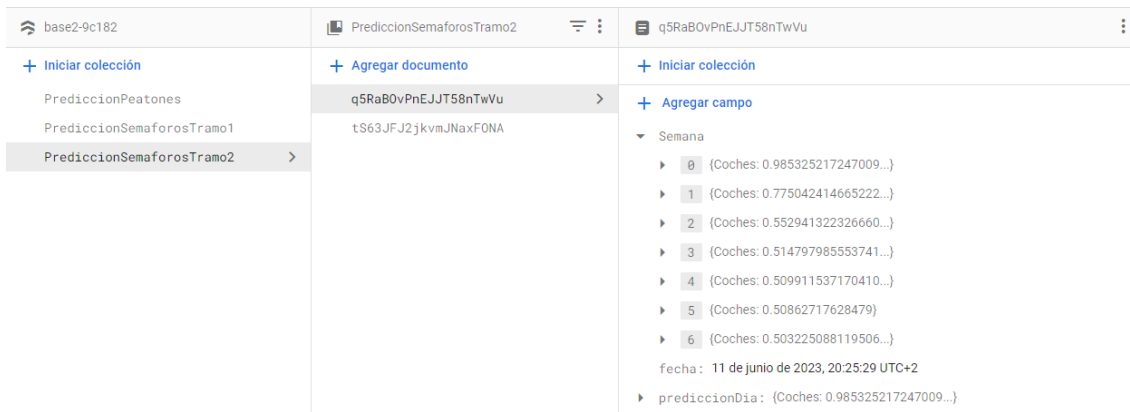 base2-9c182
Iniciar colección
PrediccionPeatones
PrediccionSemaforosTramo1
PrediccionSemaforosTramo2
PrediccionSemaforosTramo2
Agregar documento
q5RaBOvPnEJJT58nTwVu
tS63JFJ2jkvmJNaxFONA
q5RaBOvPnEJJT58nTwVu
Iniciar colección
Agregar campo
Semana
0 {Coches: 0.985325217247009...}
1 {Coches: 0.775042414665222...}
2 {Coches: 0.552941322326660...}
3 {Coches: 0.514797985553741...}
4 {Coches: 0.509911537170410...}
5 {Coches: 0.50862717628479}
6 {Coches: 0.503225088119506...}
fecha: 11 de junio de 2023, 20:25:29 UTC+2
prediccionDia: {Coches: 0.985325217247009...}